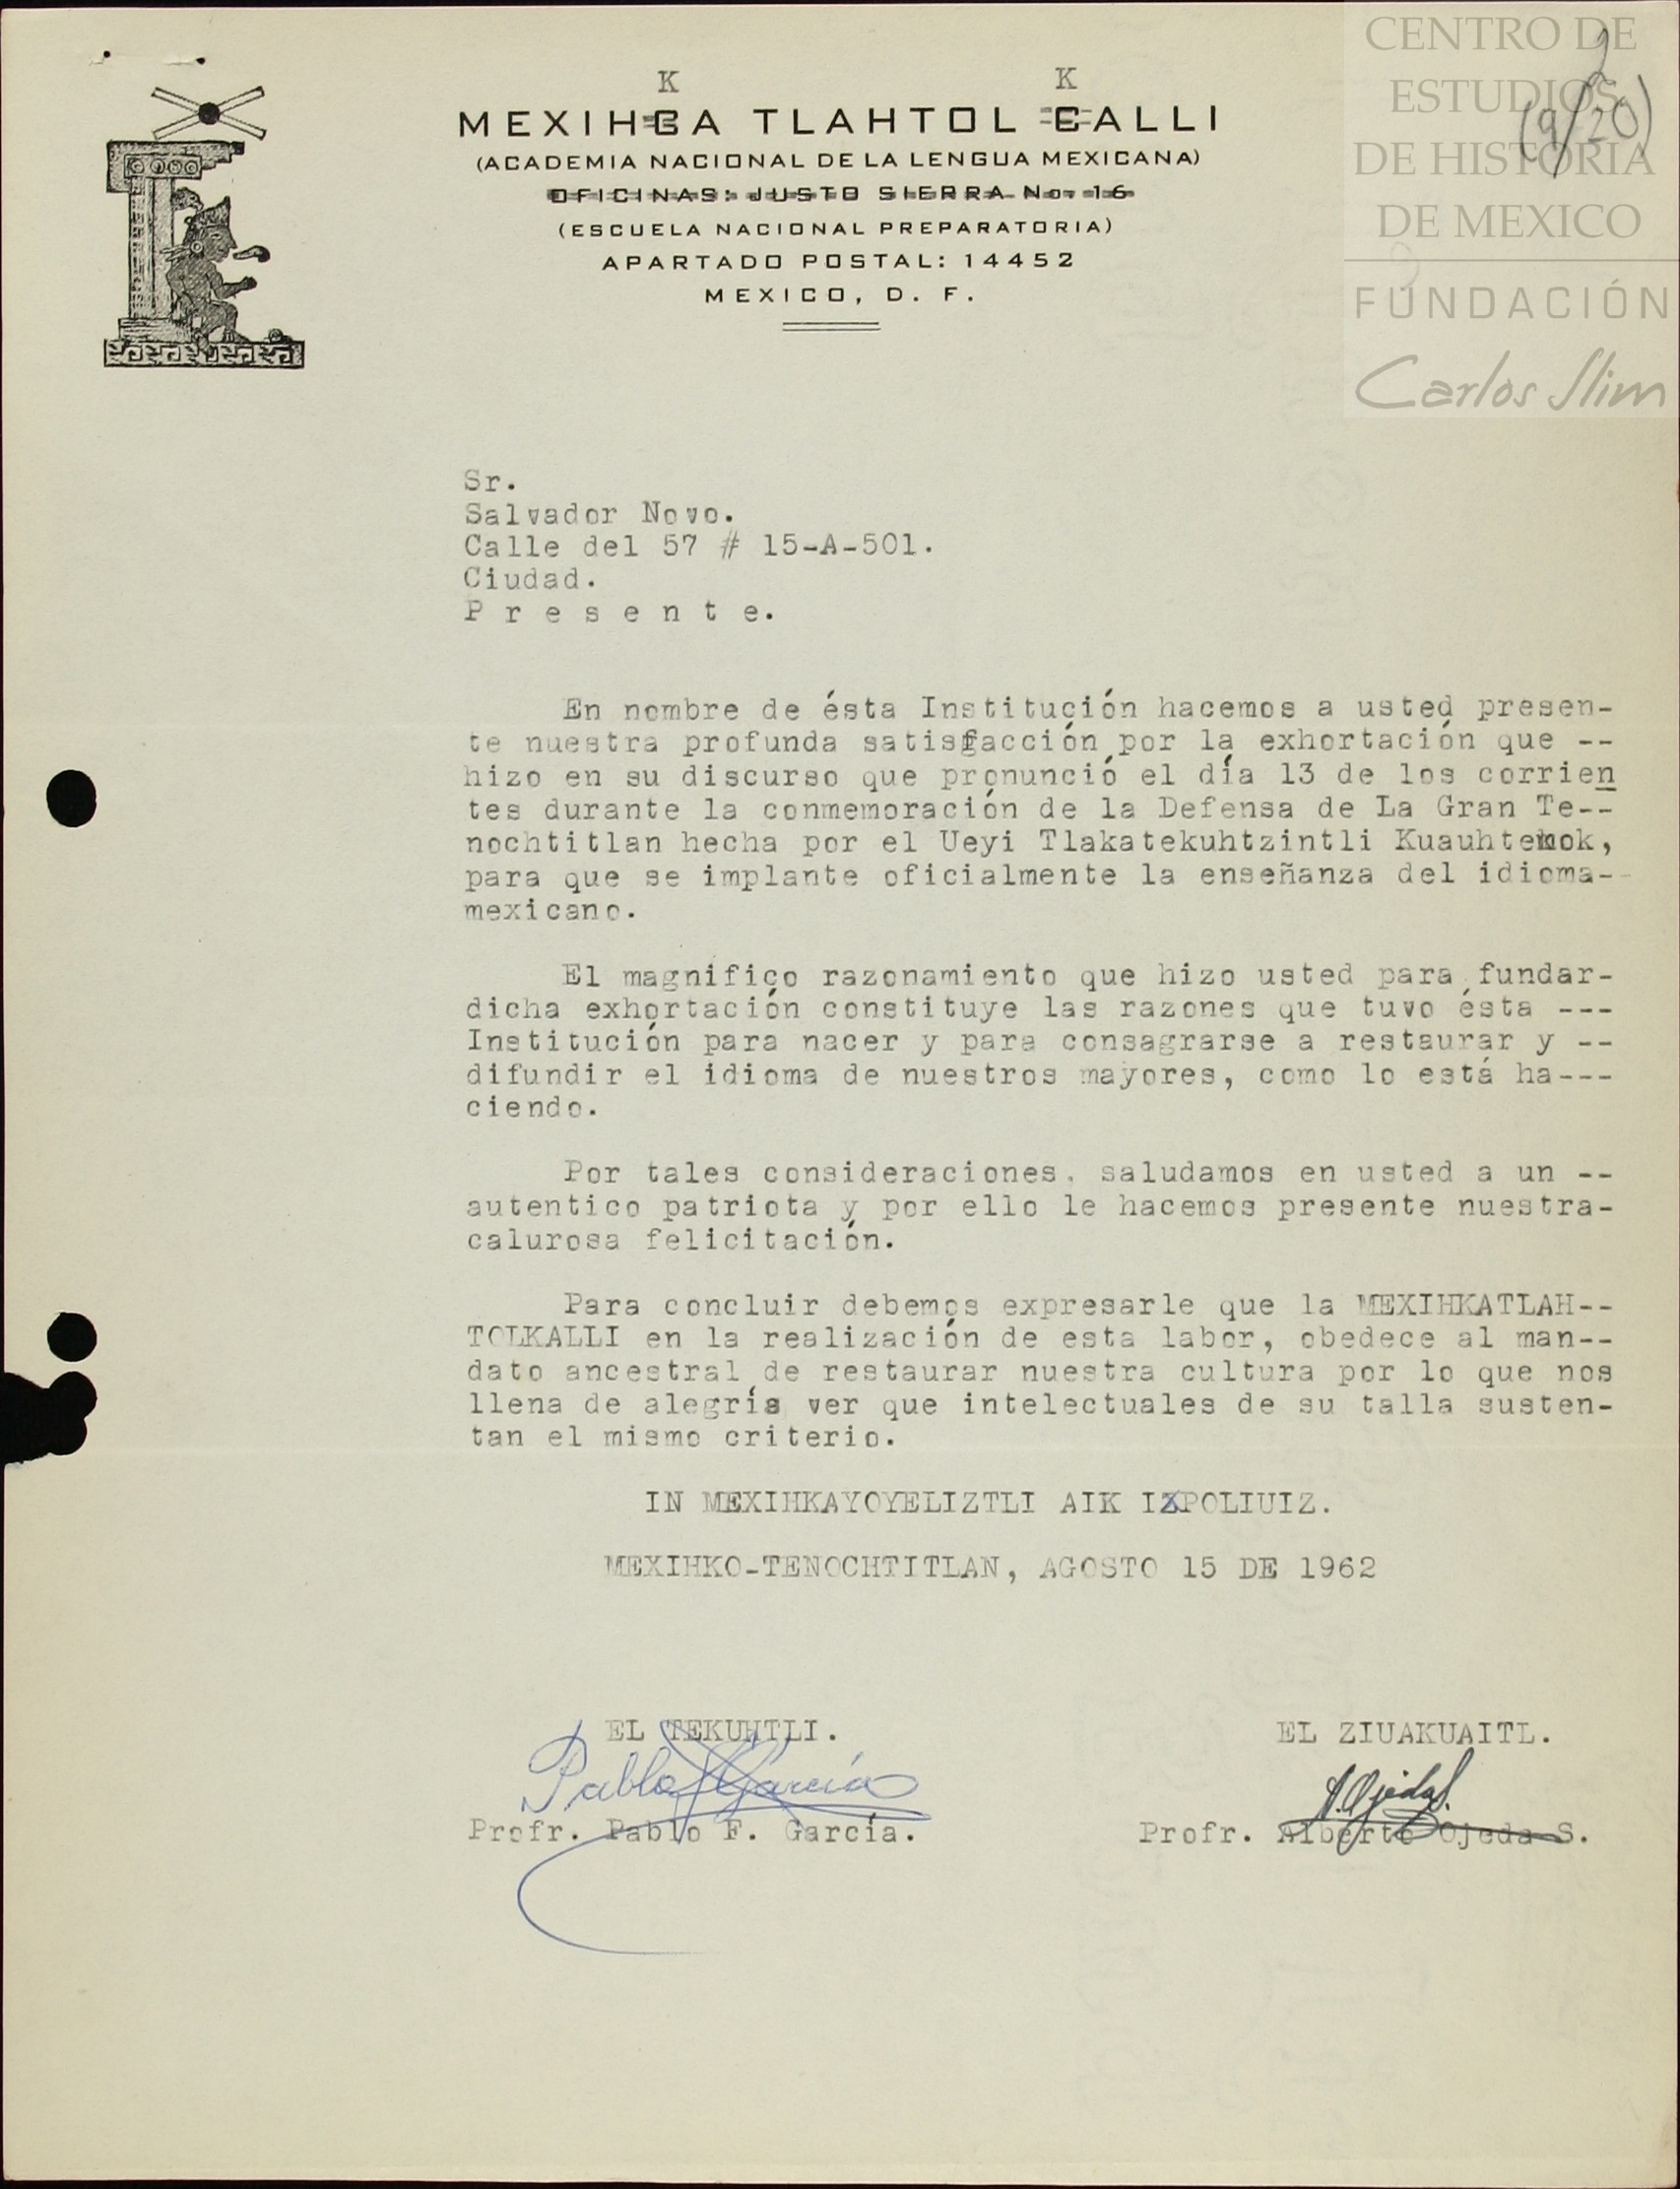 CENTRO DE
ESTUDIOS
DE HISTORIA
DE MEXICO
FUNDACIÓN
Carlos Slim
(9/20)
K K
MEXIHCA TLAHTOL CALLI
(ACADEMIA NACIONAL DE LA LENGUA MEXICANA)
OFICINAS: JUSTO SIERRA No. 16
(ESCUELA NACIONAL PREPARATORIA)
APARTADO POSTAL: 14452
MEXICO, D. F.
Sr.
Salvador Novo.
Calle del 57 # 15-A-501.
Ciudad.
P r e s e n t e.
En nombre de ésta Institución hacemos a usted presen-
te nuestra profunda satisfacción por la exhortación que --
hizo en su discurso que pronunció el día 13 de los corrien
tes durante la conmemoración de la Defensa de La Gran Te--
nochtitlan hecha por el Ueyi Tlakatekuhtzintli Kuauhtemok,
para que se implante oficialmente la enseñanza del idioma-
mexicano.
El magnifico razonamiento que hizo usted para fundar-
dicha exhortación constituye las razones que tuvo ésta ---
Institución para nacer y para consagrarse a restaurar y --
difundir el idioma de nuestros mayores, como lo está ha---
ciendo.
Por tales consideraciones. saludamos en usted a un --
autentico patriota y por ello le hacemos presente nuestra-
calurosa felicitación.
Para concluir debemos expresarle que la MEXIHKATLAH--
TOLKALLI en la realización de esta labor, obedece al man--
dato ancestral de restaurar nuestra cultura por lo que nos
llena de alegría ver que intelectuales de su talla susten-
tan el mismo criterio.
IN MEXIHKAYOYELIZTLI AIK IXPOLIUIZ.
MEXIHKO-TENOCHTITLAN, AGOSTO 15 DE 1962
EL TEKUHTLI. EL ZIUAKUAITL.
Pablo F García A. Ojeda S.
Profr. Pablo F. García. Profr. Alberto Ojeda S.